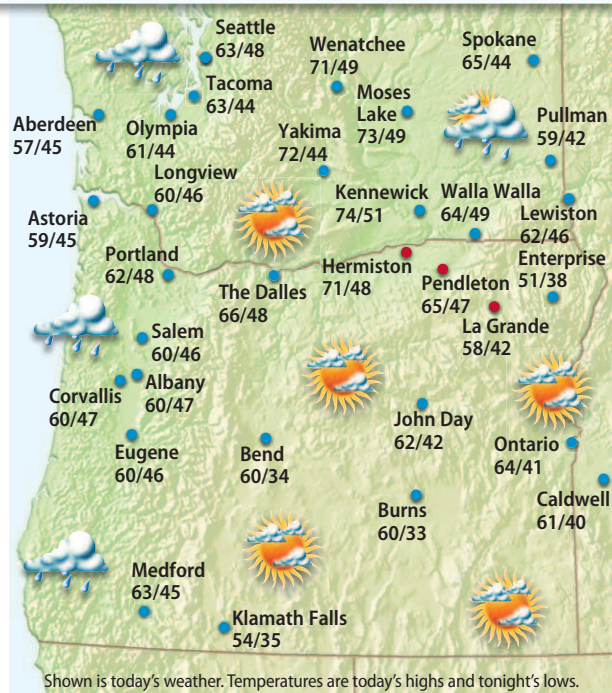 Seattle
63/48
Wenatchee
71/49
Spokane
65/44
Tacoma
63/44
Moses
Lake
73/49
Aberdeen
57/45
Olympia
61/44
Yakima
72/44
Pullman
59/42
Longview
60/46
Kennewick
74/51
Walla Walla
64/49
Lewiston
62/46
Astoria
59/45
Portland
62/48
The Dalles
66/48
Hermiston
71/48
Pendleton
65/47
Enterprise
51/38
La Grande
58/42
Salem
60/46
Corvallis
60/47
Albany
60/47
John Day
62/42
Eugene
60/46
Bend
60/34
Ontario
64/41
Burns
60/33
Caldwell
61/40
Medford
63/45
Klamath Falls
54/35
Shown is today's weather. Temperatures are today's highs and tonight's lows.